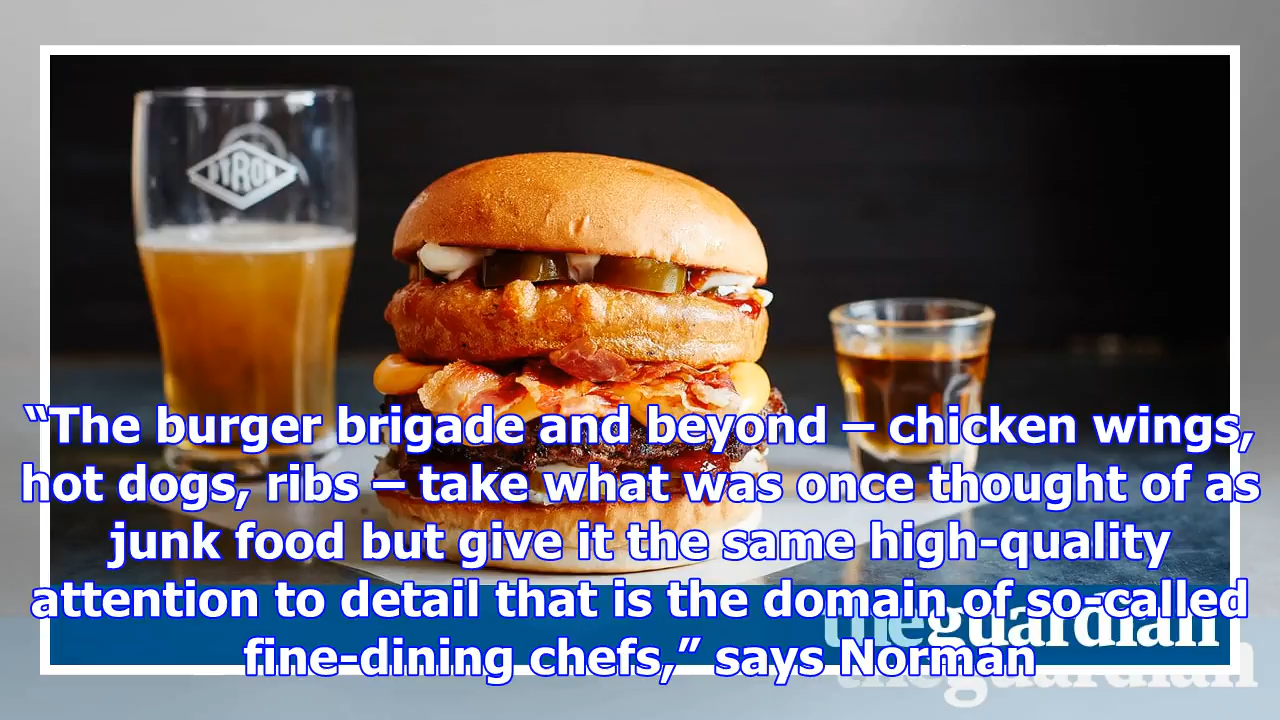 BYRON
“The burger brigade and beyond – chicken wings,
hot dogs, ribs – take what was once thought of as
junk food but give it the same high-quality
attention to detail that is the domain of so-called
fine-dining chefs,” says Norman
theguardian
theguardian